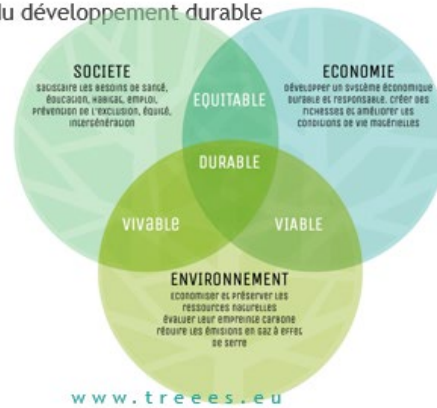 du développement durable
SOCIETE
satisfaire les besoins de santé,
éducation, habitat, emploi,
prévention de l'exclusion, équité,
intersénération
ECONOMIE
développer un système économique
durable et responsable. créer des
richesses et améliorer les
conditions de vie matérielles
EQUITABLE
DURABLE
VIVABLE
VIABLE
ENVIRONNEMENT
Economiser et préserver les
ressources naturelles
évaluer leur empreinte carbone
réduire les émisions en gaz à effet
de serre
www.treees.eu